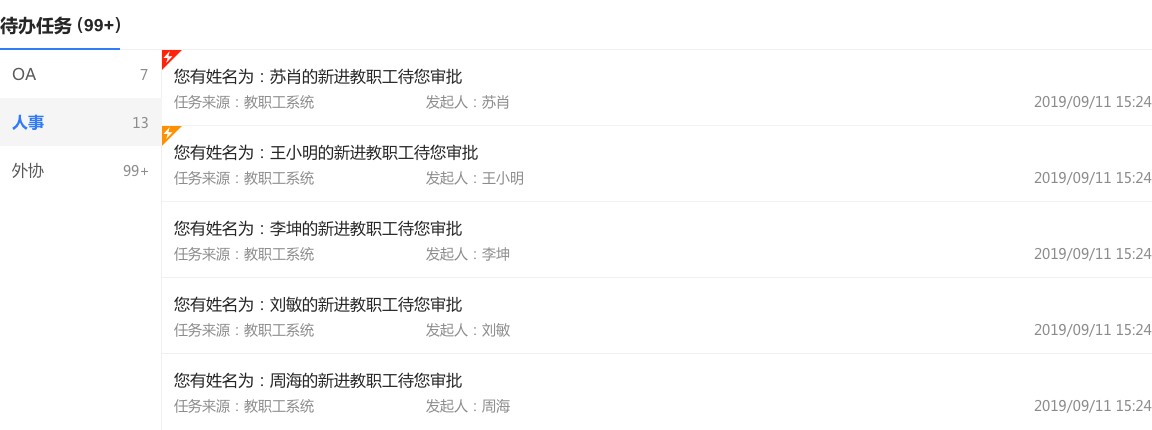 待办任务 (99+)
OA 7
人事 13
外协 99+
您有姓名为：苏肖的新进教职工待您审批
任务来源：教职工系统 发起人：苏肖 2019/09/11 15:24
您有姓名为：王小明的新进教职工待您审批
任务来源：教职工系统 发起人：王小明 2019/09/11 15:24
您有姓名为：李坤的新进教职工待您审批
任务来源：教职工系统 发起人：李坤 2019/09/11 15:24
您有姓名为：刘敏的新进教职工待您审批
任务来源：教职工系统 发起人：刘敏 2019/09/11 15:24
您有姓名为：周海的新进教职工待您审批
任务来源：教职工系统 发起人：周海 2019/09/11 15:24